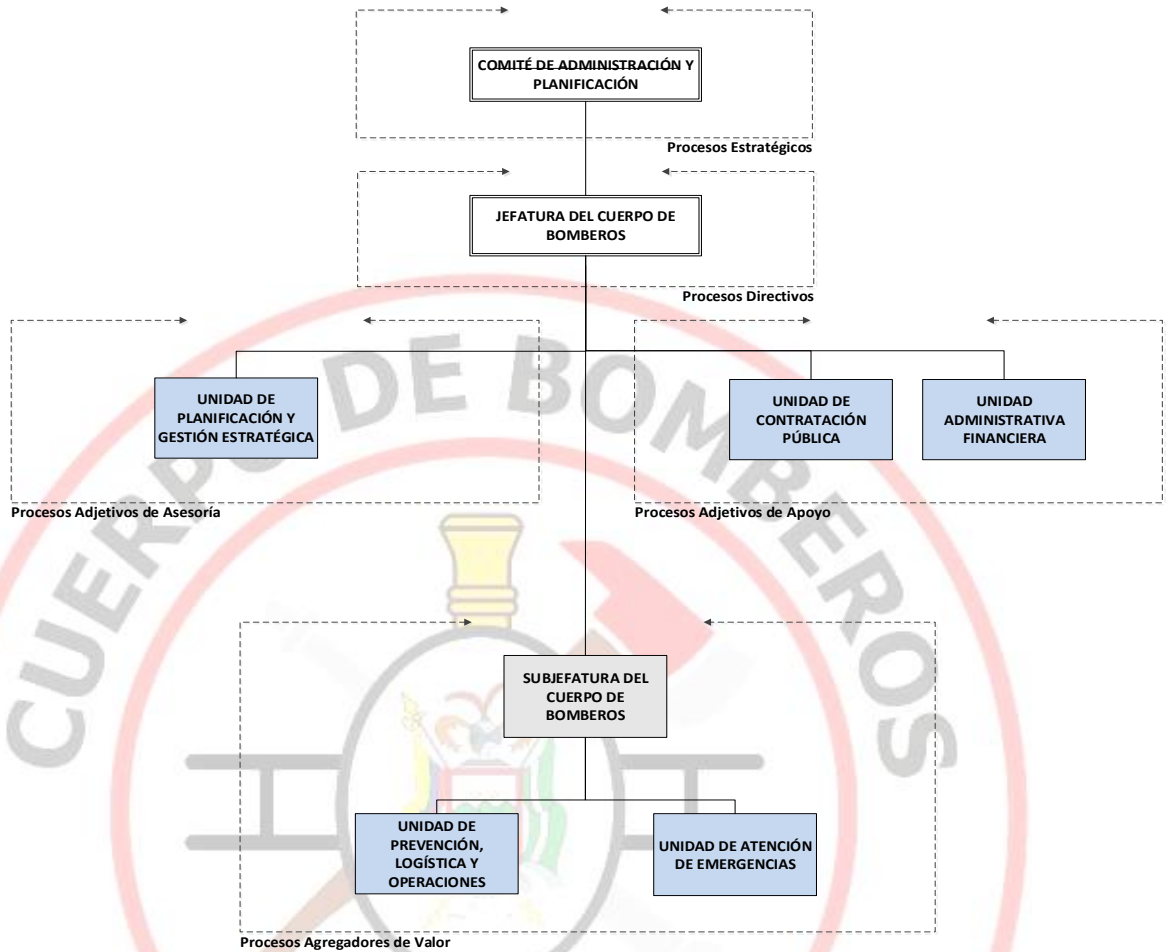 COMITÉ DE ADMINISTRACIÓN Y
PLANIFICACIÓN
Procesos Estratégicos
JEFATURA DEL CUERPO DE
BOMBEROS
Procesos Directivos
UNIDAD DE
PLANIFICACIÓN Y
GESTIÓN ESTRATÉGICA
Procesos Adjetivos de Asesoría
UNIDAD DE
CONTRATACIÓN
PÚBLICA
UNIDAD
ADMINISTRATIVA
FINANCIERA
Procesos Adjetivos de Apoyo
CUERPO DE BOMBEROS
SUBJEFATURA DEL
CUERPO DE
BOMBEROS
UNIDAD DE
PREVENCIÓN,
LOGÍSTICA Y
OPERACIONES
UNIDAD DE ATENCIÓN
DE EMERGENCIAS
Procesos Agregadores de Valor